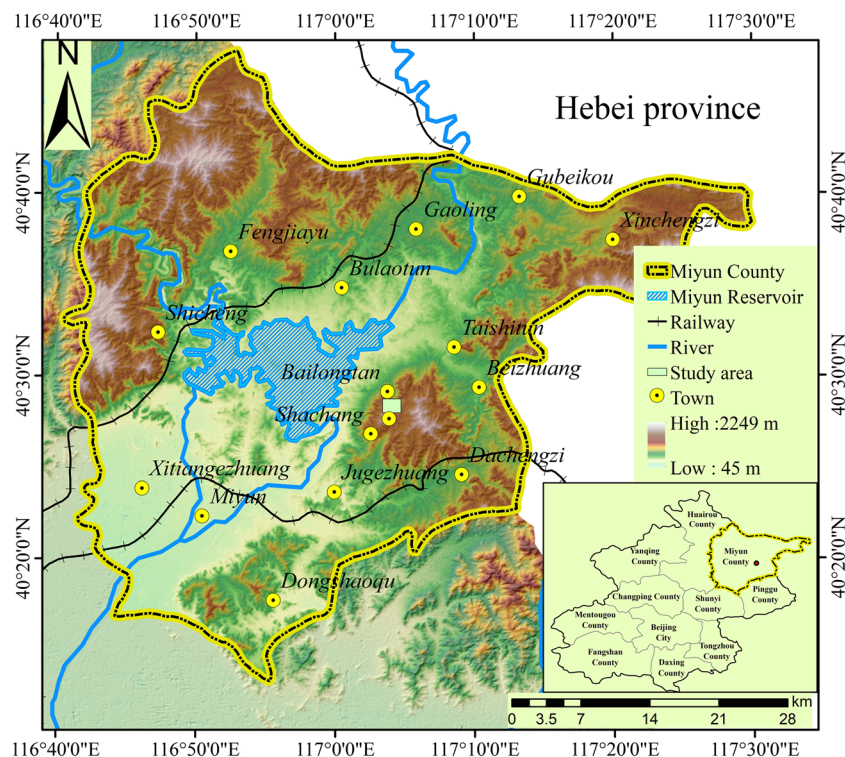 116°40'0"E 116°50'0"E 117°0'0"E 117°10'0"E 117°20'0"E 117°30'0"E
N
Hebei province
40°40'0"N
40°40'0"N
Gubeikou
Gaoling
Xinchengzi
Fengjiayu
Bulaotun
Shicheng
Taishitun
Bailongtan
Beizhuang
Shachang
40°30'0"N
40°30'0"N
Xitiangezhuang
Jugezhuang
Dachengzi
Miyun
Dongshaoqu
40°20'0"N
40°20'0"N
Miyun County
Miyun Reservoir
Railway
River
Study area
Town
High :2249 m
Low : 45 m
Huairou
County
Yanqing
County
Miyun
County
Changping County
Shunyi
County
Pinggu
County
Mentougou
County
Beijing
City
Fangshan
County
Tongzhou
County
Daxing
County
km
0 3.5 7 14 21 28
116°40'0"E 116°50'0"E 117°0'0"E 117°10'0"E 117°20'0"E 117°30'0"E